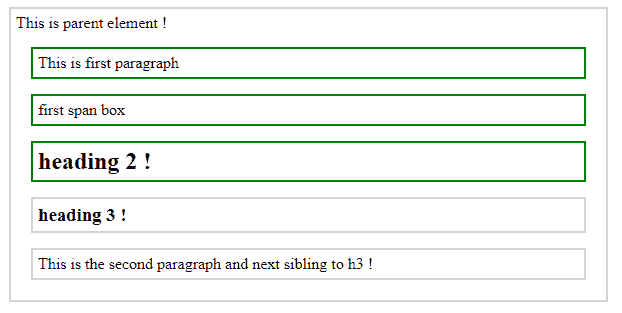 This is parent element !
This is first paragraph
first span box
heading 2 !
heading 3 !
This is the second paragraph and next sibling to h3 !